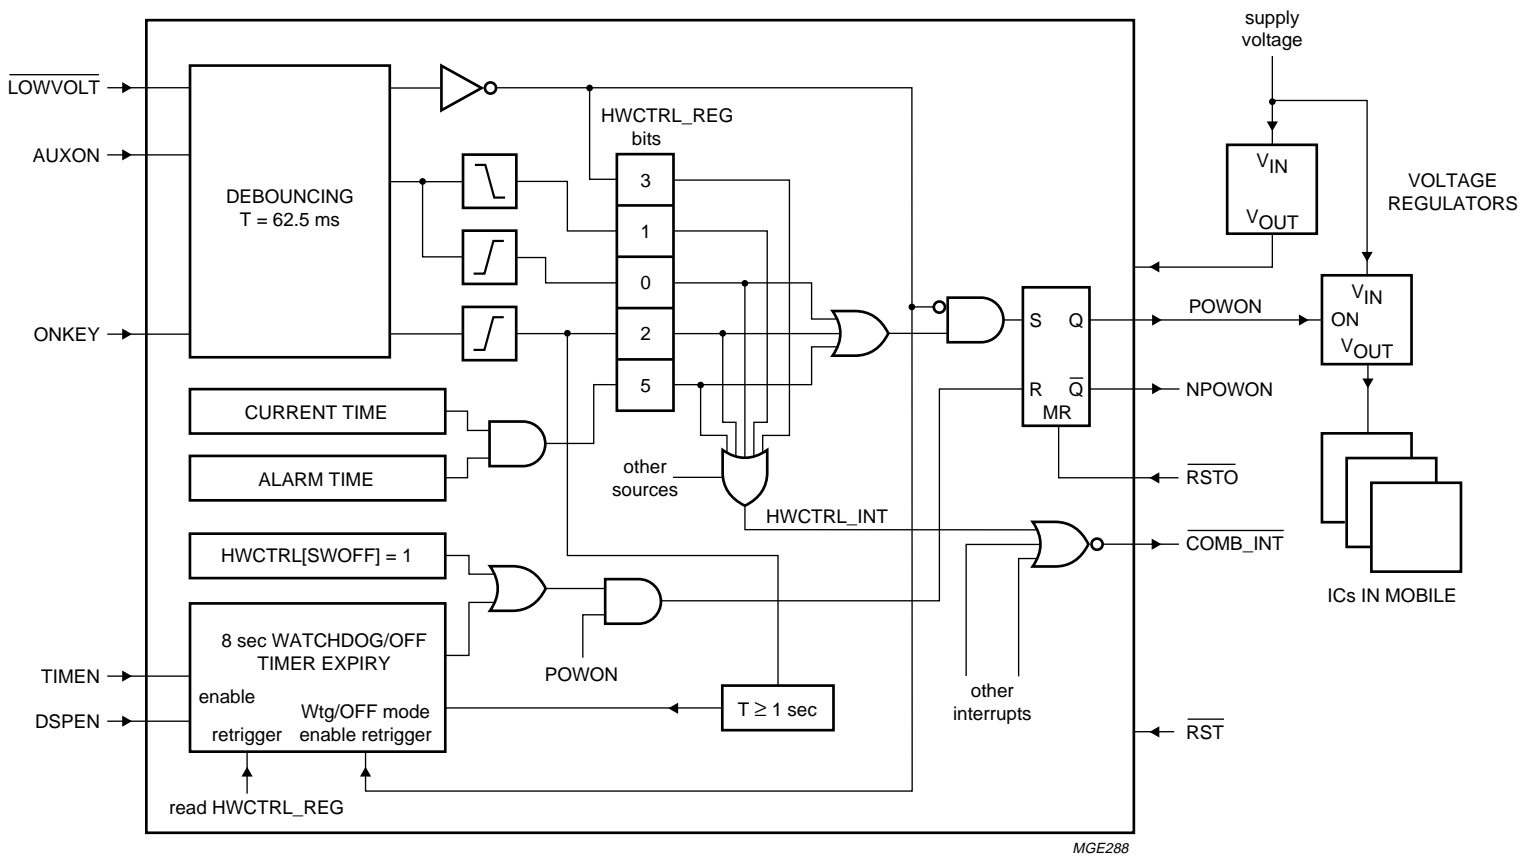 supply
voltage
LOWVOLT
AUXON
ONKEY
DEBOUNCING
T = 62.5 ms
HWCTRL_REG
bits
3
1
0
2
5
VIN
VOUT
VOLTAGE
REGULATORS
S
Q
R
Q
MR
POWON
VIN
ON
VOUT
NPOWON
CURRENT TIME
ALARM TIME
other
sources
HWCTRL_INT
RSTO
COMB_INT
ICs IN MOBILE
HWCTRL[SWOFF] = 1
8 sec WATCHDOG/OFF
TIMER EXPIRY
TIMEN
enable
DSPEN
retrigger
Wtg/OFF mode
enable retrigger
POWON
T ≥ 1 sec
other
interrupts
RST
read HWCTRL_REG
MGE288